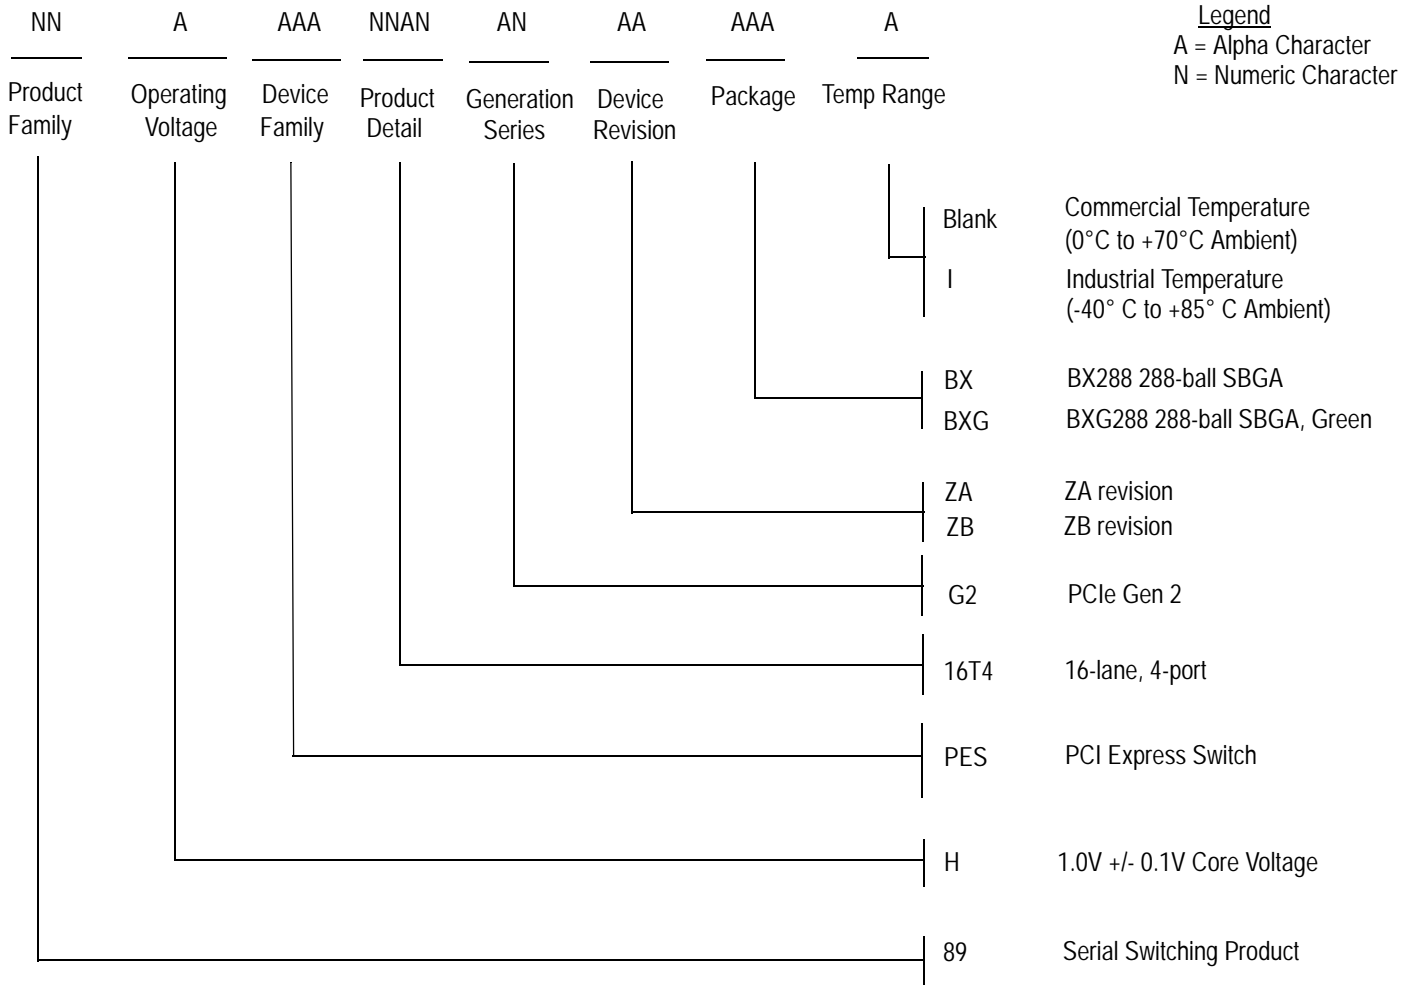 NN A AAA NNAN AN AA AAA A
Legend
A = Alpha Character
N = Numeric Character
Product Family
Operating Voltage
Device Family
Product Detail
Generation Series
Device Revision
Package
Temp Range
Blank Commercial Temperature
(0°C to +70°C Ambient)
I Industrial Temperature
(-40° C to +85° C Ambient)
BX BX288 288-ball SBGA
BXG BXG288 288-ball SBGA, Green
ZA ZA revision
ZB ZB revision
G2 PCIe Gen 2
16T4 16-lane, 4-port
PES PCI Express Switch
H 1.0V +/- 0.1V Core Voltage
89 Serial Switching Product